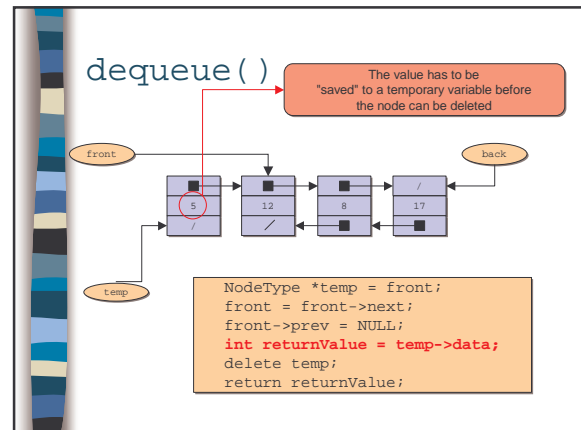 dequeue()
The value has to be
"saved" to a temporary variable before
the node can be deleted
front
back
/
5
12
8
17
/
/
temp
NodeType *temp = front;
front = front->next;
front->prev = NULL;
int returnValue = temp->data;
delete temp;
return returnValue;